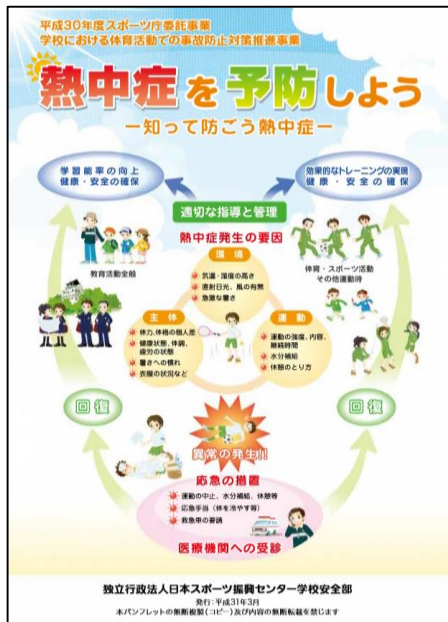 平成30年度スポーツ庁委託事業
学校における体育活動での事故防止対策推進事業
熱中症を予防しよう
－知って防ごう熱中症－
学習能率の向上
健康・安全の確保
効果的なトレーニングの実現
健康・安全の確保
適切な指導と管理
熱中症発生の要因
教育活動全般
環境
気温・湿度の高さ
直射日光、風の有無
急激な暑さ
体育・スポーツ活動
その他運動時
主体
体力、体格の個人差
健康状態、体調、
疲労の状態
暑さへの慣れ
衣服の状況など
運動
運動の強度、内容、
継続時間
水分補給
休憩のとり方
回復
回復
異常の発生!!
応急の措置
運動の中止、水分補給、休憩等
応急手当（体を冷やす等）
救急車の要請
医療機関への受診
独立行政法人日本スポーツ振興センター学校安全部
発行：平成31年3月
本パンフレットの無断複製（コピー）及び内容の無断転載を禁じます